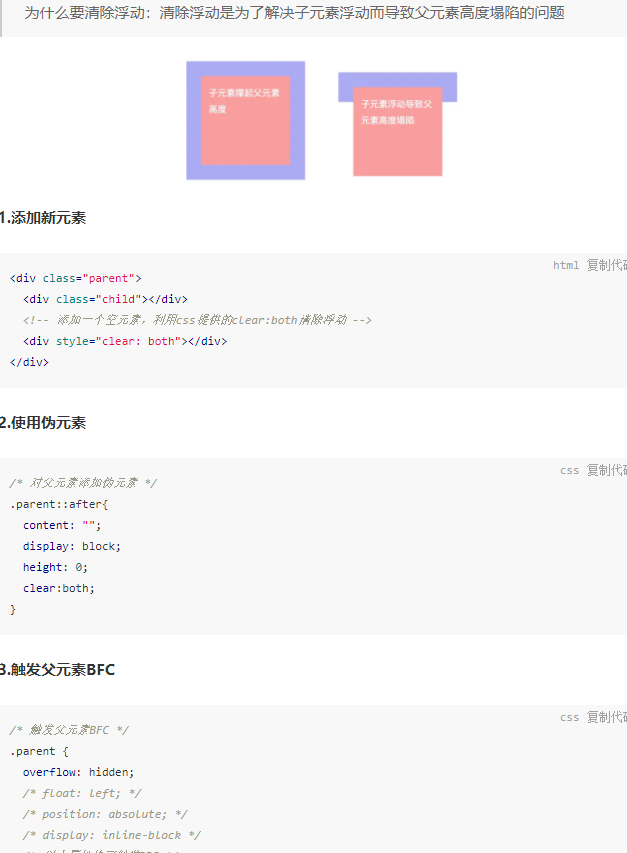 为什么要清除浮动：清除浮动是为了解决子元素浮动而导致父元素高度塌陷的问题
子元素撑起父元素
高度
子元素浮动导致父
元素高度塌陷
1.添加新元素
html 复制代码
<div class="parent">
<div class="child"></div>
<!-- 添加一个空元素，利用css提供的clear:both清除浮动 -->
<div style="clear: both"></div>
</div>
2.使用伪元素
css 复制代码
/* 对父元素添加伪元素 */
.parent::after{
content: "";
display: block;
height: 0;
clear:both;
}
3.触发父元素BFC
css 复制代码
/* 触发父元素BFC */
.parent {
overflow: hidden;
/* float: left; */
/* position: absolute; */
/* display: inline-block */